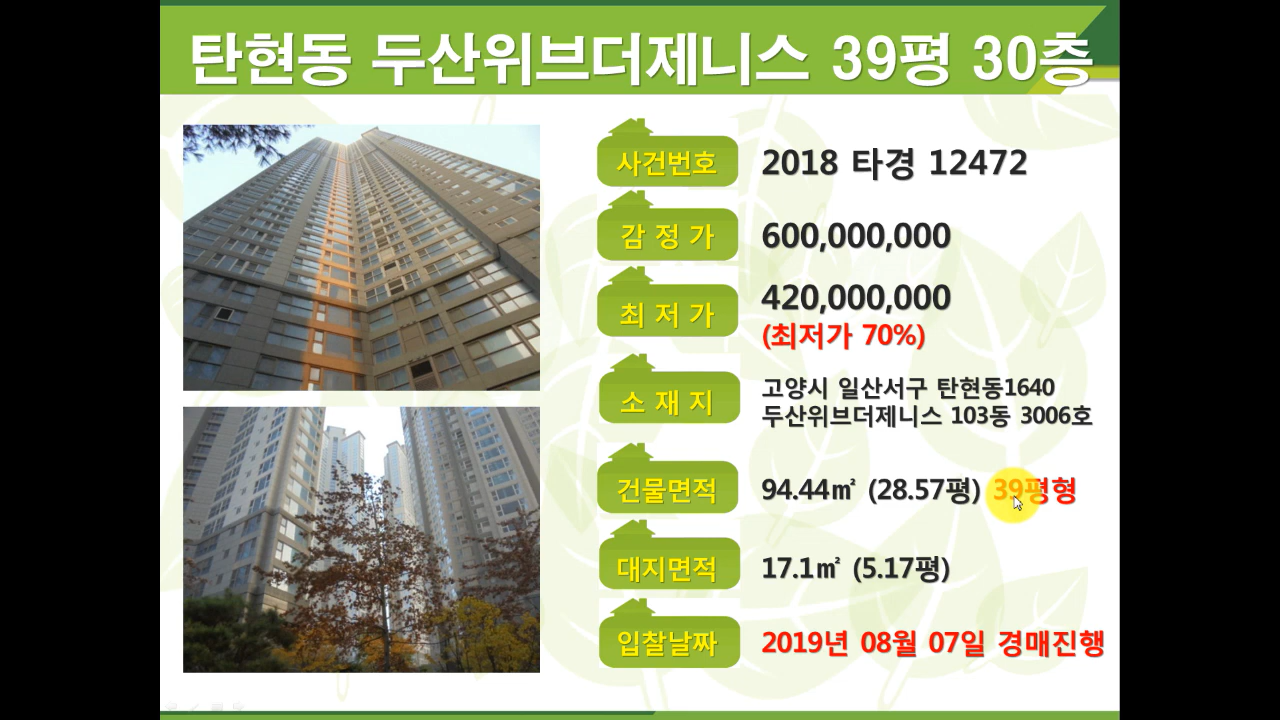 탄현동 두산위브더제니스 39평 30층
사건번호 2018 타경 12472
감 정 가 600,000,000
최 저 가 420,000,000
(최저가 70%)
소 재 지 고양시 일산서구 탄현동1640
두산위브더제니스 103동 3006호
건물면적 94.44㎡ (28.57평) 39평형
대지면적 17.1㎡ (5.17평)
입찰날짜 2019년 08월 07일 경매진행